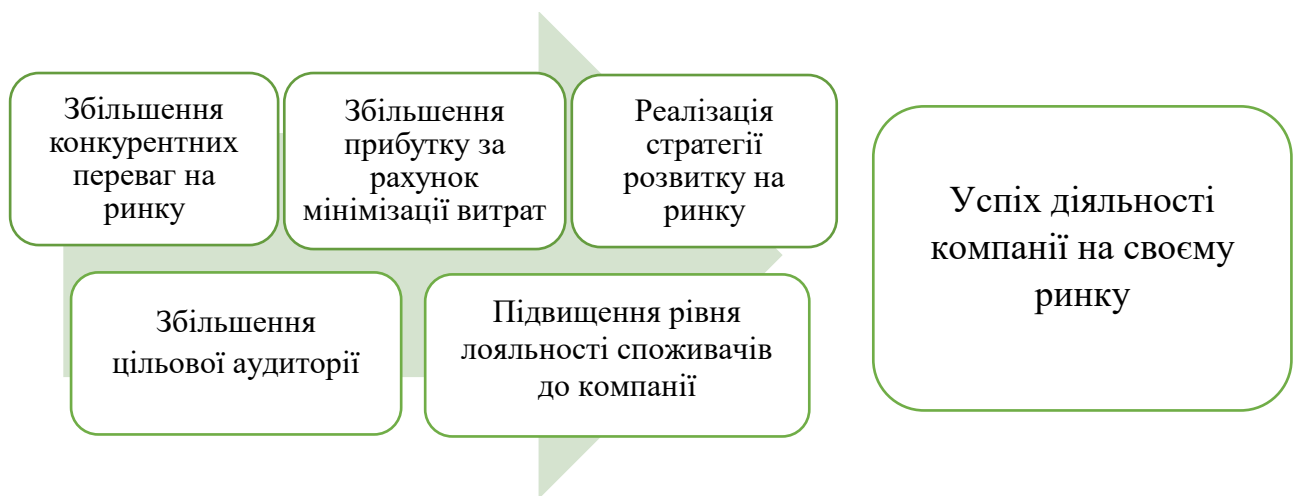 Збільшення
конкурентних
переваг на
ринку
Збільшення
прибутку за
рахунок
мінімізації витрат
Реалізація
стратегії
розвитку на
ринку
Збільшення
цільової аудиторії
Підвищення рівня
лояльності споживачів
до компанії
Успіх діяльності
компанії на своєму
ринку